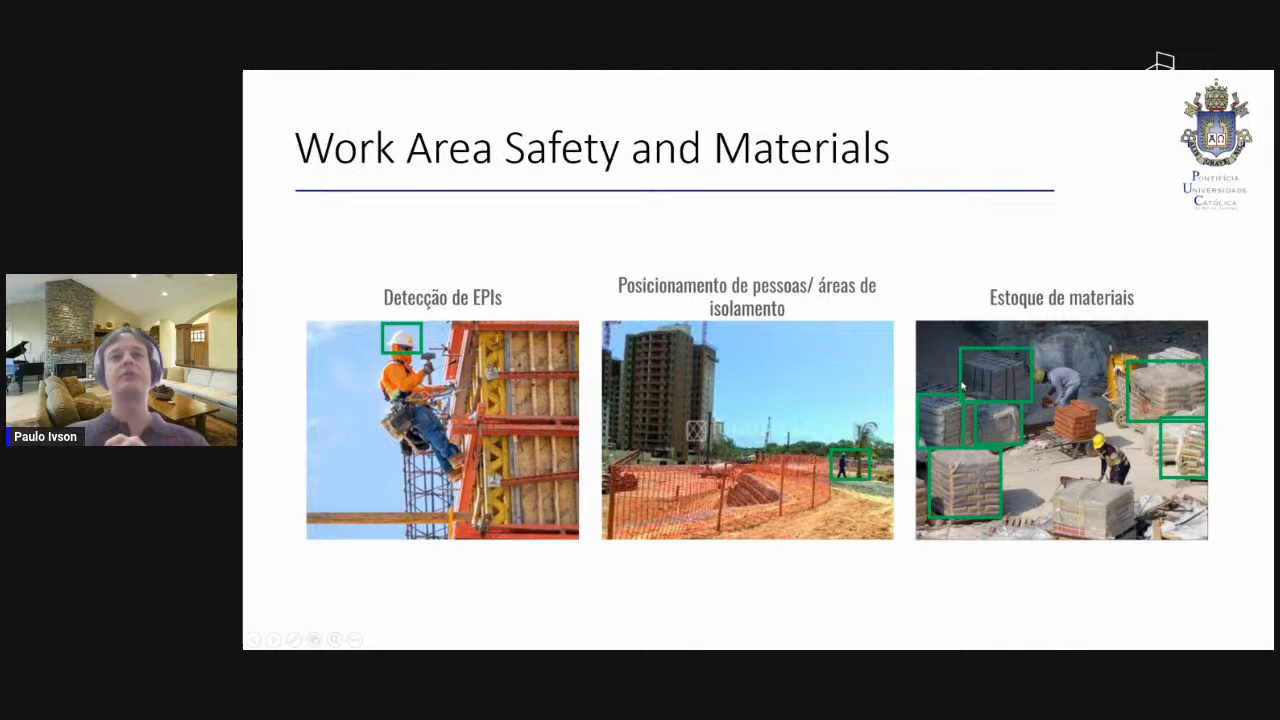 Work Area Safety and Materials
PONTIFÍCIA
UNIVERSIDADE
CATÓLICA
Detecção de EPIs
Posicionamento de pessoas/ áreas de
isolamento
Estoque de materiais
Paulo Ivson